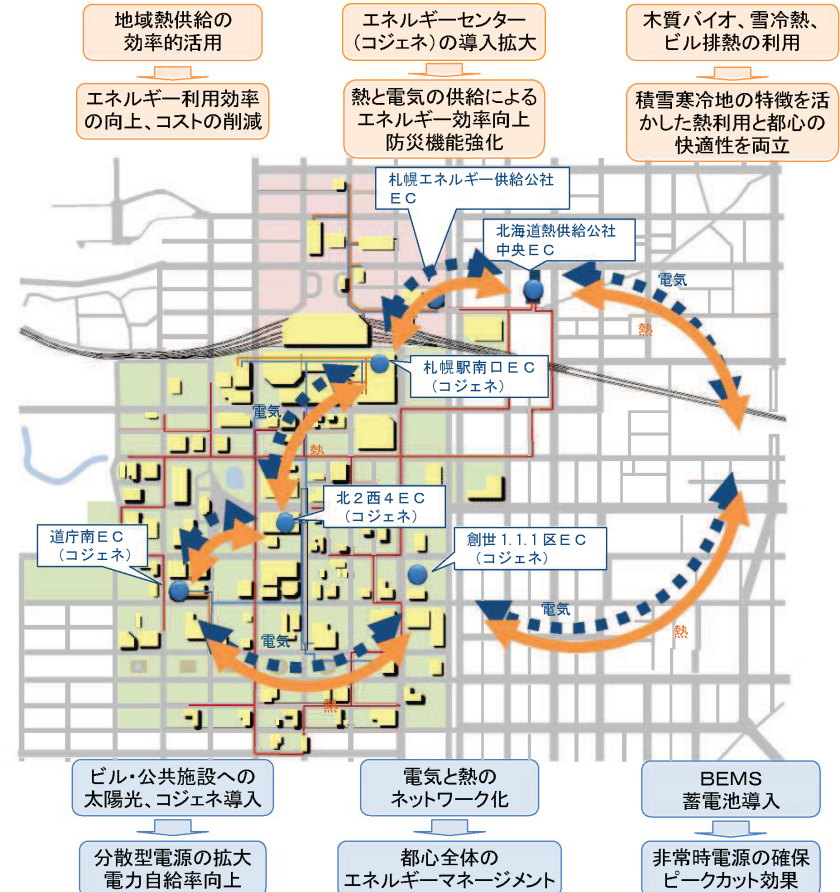 地域熱供給の
効率的活用
エネルギー利用効率
の向上、コストの削減
エネルギーセンター
(コジェネ)の導入拡大
熱と電気の供給による
エネルギー効率向上
防災機能強化
木質バイオ、雪冷熱、
ビル排熱の利用
積雪寒冷地の特徴を活
かした熱利用と都心の
快適性を両立
札幌エネルギー供給公社
EC
北海道熱供給公社
中央EC
電気
熱
札幌駅南口EC
(コジェネ)
電気
熱
北2西4EC
(コジェネ)
道庁南EC
(コジェネ)
創世1.1.1区EC
(コジェネ)
電気
熱
電気
熱
ビル・公共施設への
太陽光、コジェネ導入
分散型電源の拡大
電力自給率向上
電気と熱の
ネットワーク化
都心全体の
エネルギーマネージメント
BEMS
蓄電池導入
非常時電源の確保
ピークカット効果